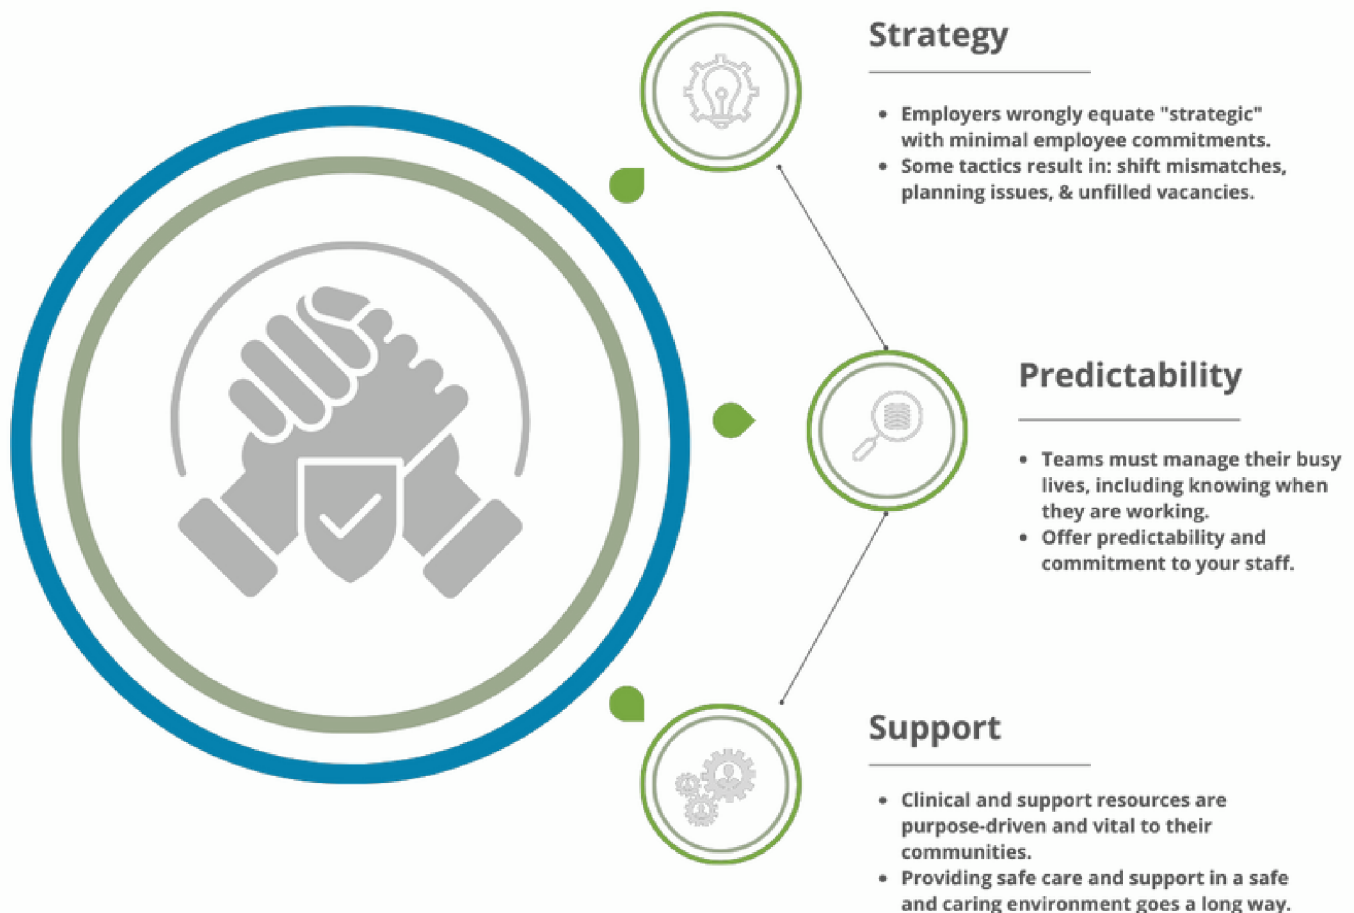 Strategy
• Employers wrongly equate "strategic"
with minimal employee commitments.
• Some tactics result in: shift mismatches,
planning issues, & unfilled vacancies.
Predictability
• Teams must manage their busy
lives, including knowing when
they are working.
• Offer predictability and
commitment to your staff.
Support
• Clinical and support resources are
purpose-driven and vital to their
communities.
• Providing safe care and support in a safe
and caring environment goes a long way.